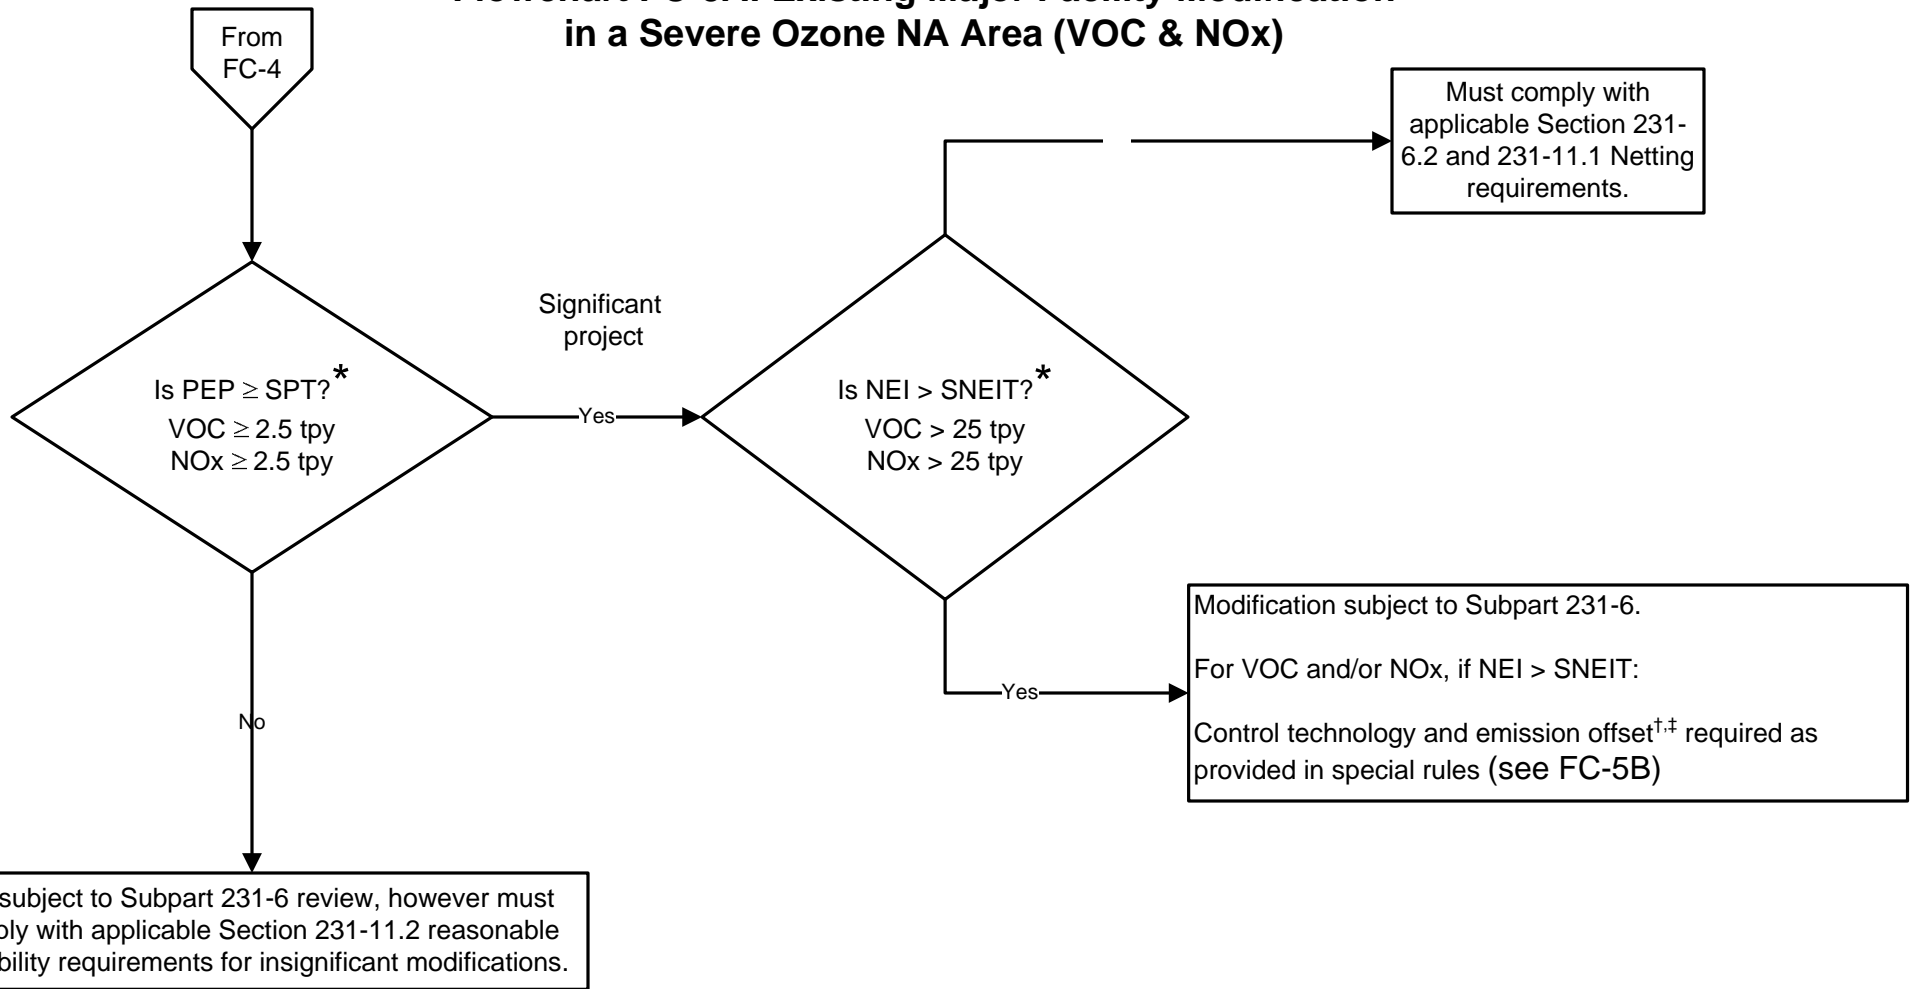 in a Severe Ozone NA Area (VOC & NOx)
From
FC-4
Must comply with
applicable Section 231-
6.2 and 231-11.1 Netting
requirements.
Significant
project
Is PEP ≥ SPT?*
VOC ≥ 2.5 tpy
NOx ≥ 2.5 tpy
Yes
Is NEI > SNEIT?*
VOC > 25 tpy
NOx > 25 tpy
No
Yes
Modification subject to Subpart 231-6.
For VOC and/or NOx, if NEI > SNEIT:
Control technology and emission offset†,‡ required as
provided in special rules (see FC-5B)
subject to Subpart 231-6 review, however must
with applicable Section 231-11.2 reasonable
requirements for insignificant modifications.